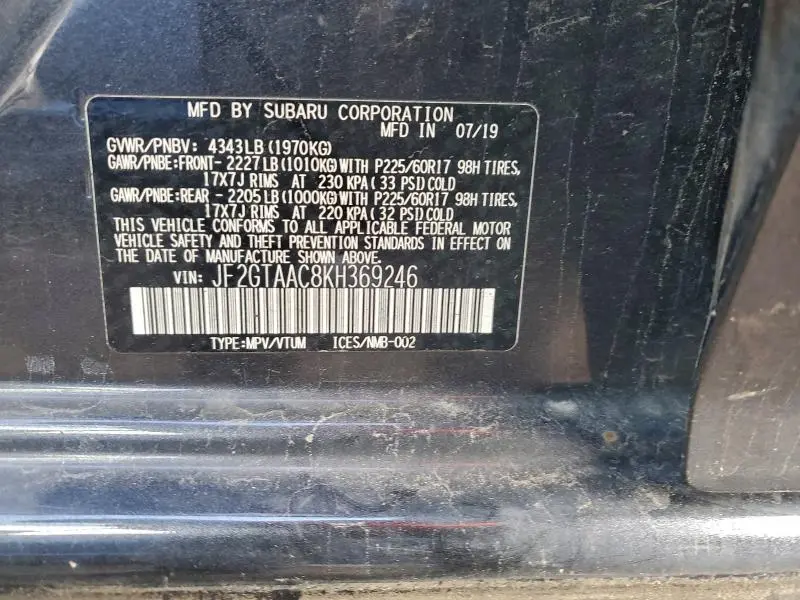 MFD BY SUBARU CORPORATION
MFD IN 07/19
GVWR/PNBV: 4343LB(1970KG)
GAWR/PNBE:FRONT- 2227LB(1010KG)WITH P225/60R17 98H TIRES,
17X7J RIMS AT 230 KPA( 33 PSI)COLD
GAWR/PNBE:REAR - 2205LB(1000KG)WITH P225/60R17 98H TIRES,
17X7J RIMS AT 220 KPA( 32 PSI)COLD
THIS VEHICLE CONFORMS TO ALL APPLICABLE FEDERAL MOTOR
VEHICLE SAFETY AND THEFT PREVENTION STANDARDS IN EFFECT ON
THE DATE OF MANUFACTURE SHOWN ABOVE.
VIN: JF2GTAAC8KH369246
TYPE:MPV/VTUM ICES/NMB-002